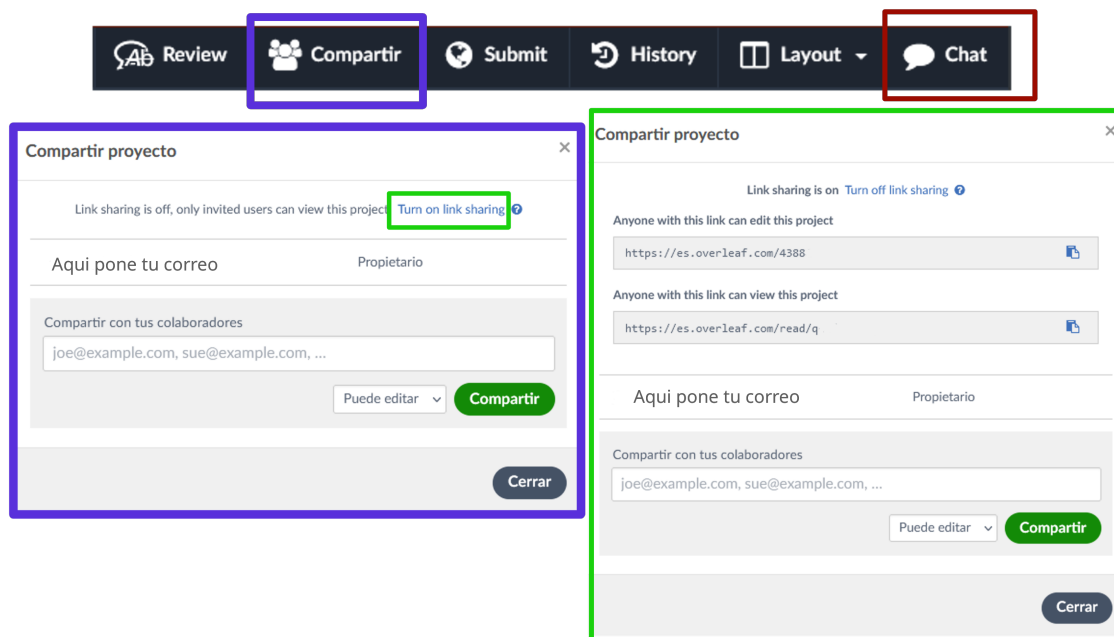 Review Compartir Submit History Layout Chat
Compartir proyecto
Link sharing is off, only invited users can view this project Turn on link sharing
Aqui pone tu correo Propietario
Compartir con tus colaboradores
joe@example.com, sue@example.com, ...
Puede editar Compartir
Cerrar
Compartir proyecto
Link sharing is on Turn off link sharing
Anyone with this link can edit this project
https://es.overleaf.com/4388
Anyone with this link can view this project
https://es.overleaf.com/read/q
Aqui pone tu correo Propietario
Compartir con tus colaboradores
joe@example.com, sue@example.com, ...
Puede editar Compartir
Cerrar